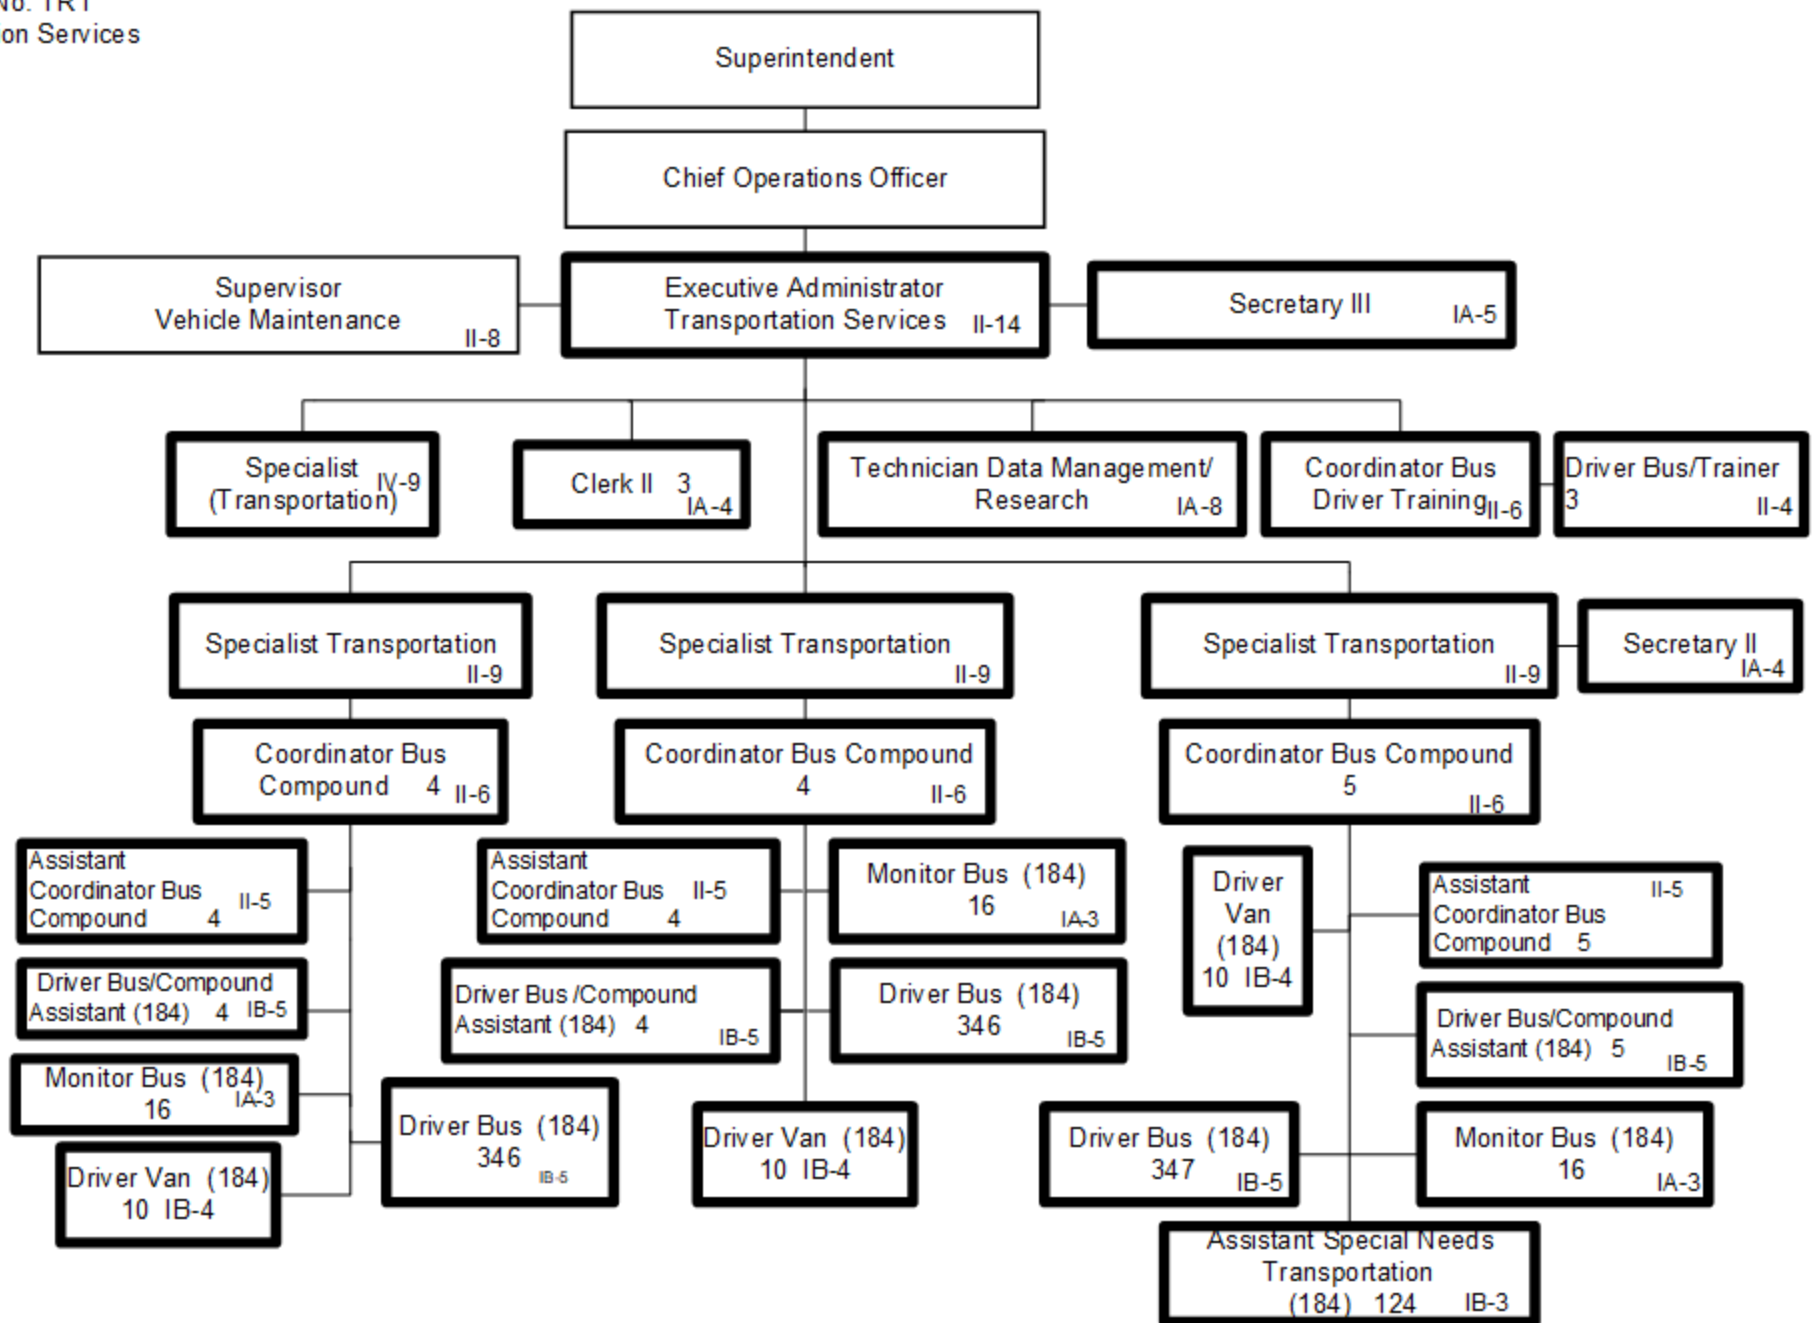 No. TRT
on Services
Superintendent
Chief Operations Officer
Supervisor
Vehicle Maintenance
II-8
Executive Administrator
Transportation Services II-14
Secretary III
IA-5
Specialist
(Transportation) IV-9
Clerk II 3
IA-4
Technician Data Management/
Research IA-8
Coordinator Bus
Driver Training II-6
Driver Bus/Trainer
3 II-4
Specialist Transportation
II-9
Specialist Transportation
II-9
Specialist Transportation
II-9
Secretary II
IA-4
Coordinator Bus
Compound 4 II-6
Coordinator Bus Compound
4 II-6
Coordinator Bus Compound
5
II-6
Assistant
Coordinator Bus II-5
Compound 4
Driver Bus/Compound
Assistant (184) 4 IB-5
Monitor Bus (184)
16 IA-3
Driver Van (184)
10 IB-4
Driver Bus (184)
346
IB-5
Assistant
Coordinator Bus II-5
Compound 4
Monitor Bus (184)
16
IA-3
Driver Bus /Compound
Assistant (184) 4
IB-5
Driver Bus (184)
346
IB-5
Driver Van (184)
10 IB-4
Driver
Van
(184)
10 IB-4
Assistant II-5
Coordinator Bus
Compound 5
Driver Bus/Compound
Assistant (184) 5
IB-5
Driver Bus (184)
347
IB-5
Monitor Bus (184)
16
IA-3
Assistant Special Needs
Transportation
(184) 124 IB-3